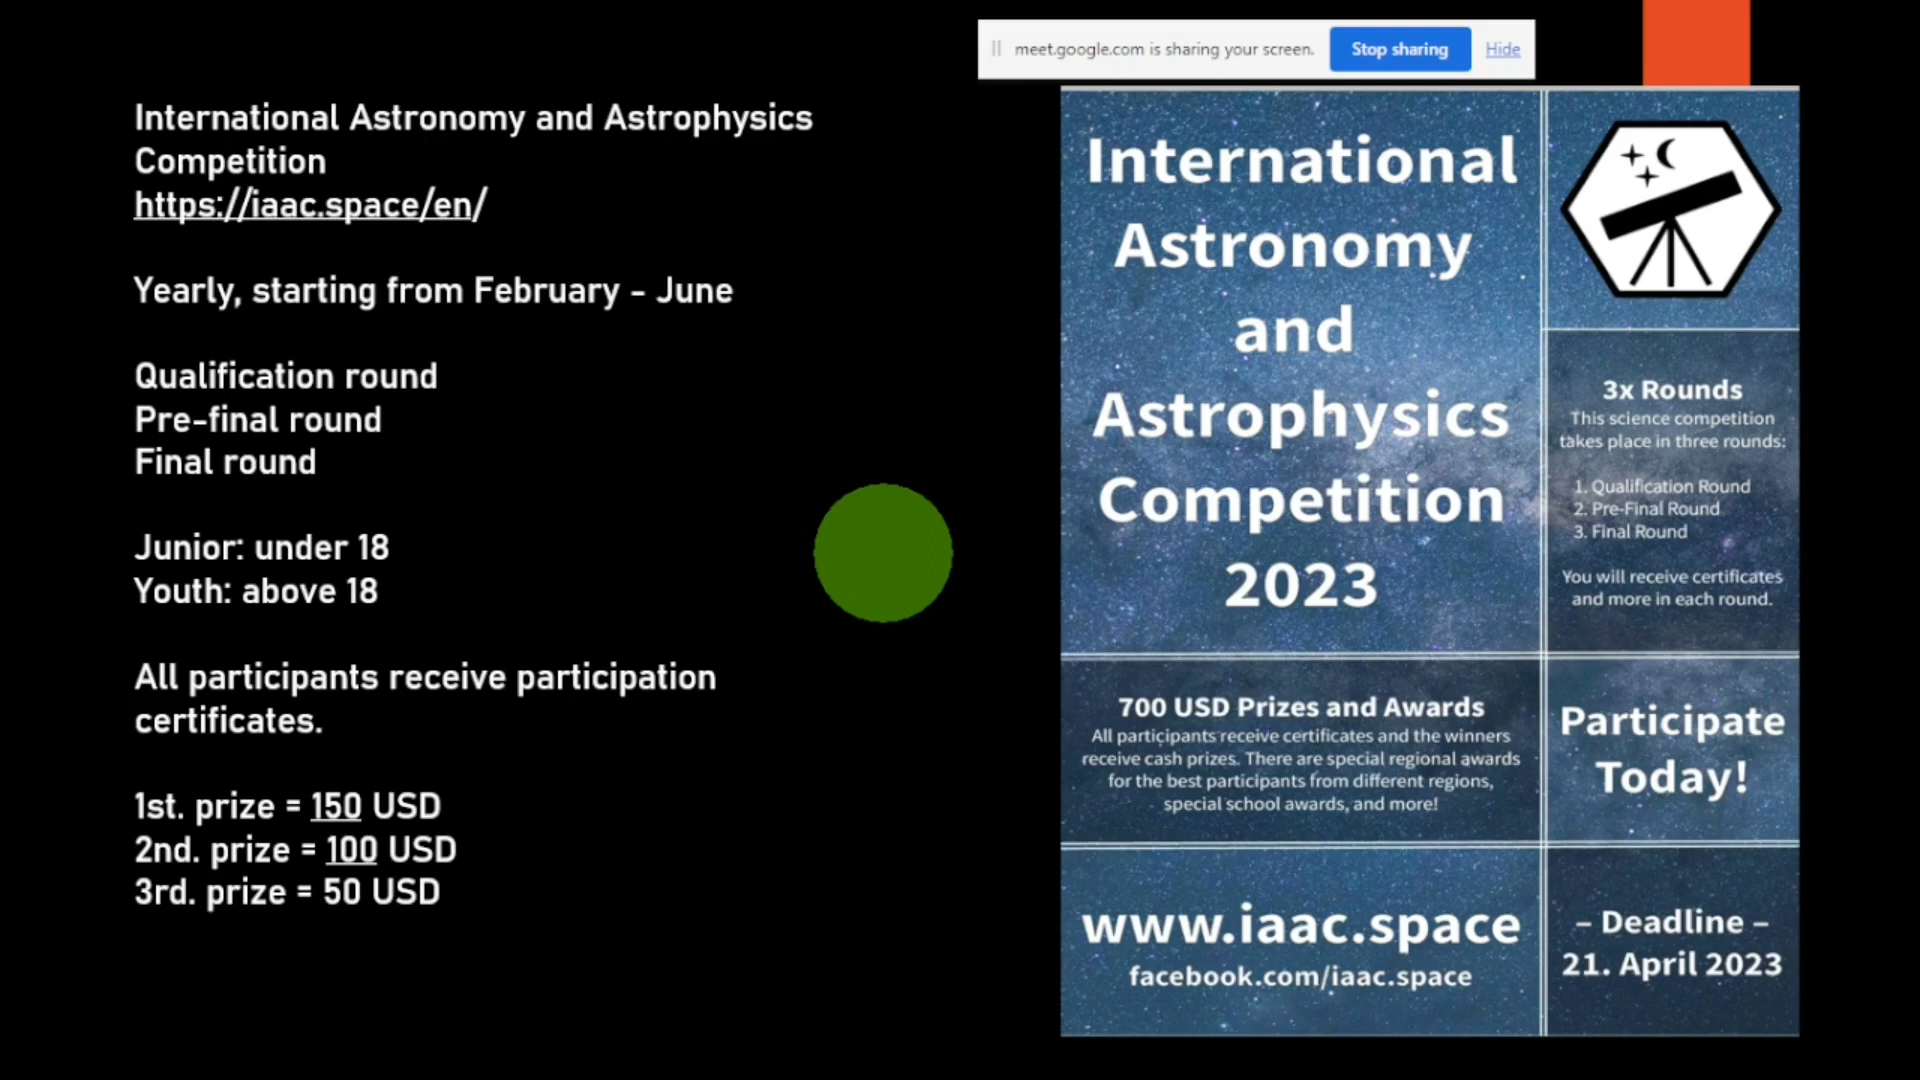 meet.google.com is sharing your screen. Stop sharing Hide
International Astronomy and Astrophysics
Competition
https://iaac.space/en/
Yearly, starting from February - June
Qualification round
Pre-final round
Final round
Junior: under 18
Youth: above 18
All participants receive participation
certificates.
1st. prize = 150 USD
2nd. prize = 100 USD
3rd. prize = 50 USD
International
Astronomy
and
Astrophysics
Competition
2023
3x Rounds
This science competition
takes place in three rounds:
1. Qualification Round
2. Pre-Final Round
3. Final Round
You will receive certificates
and more in each round.
700 USD Prizes and Awards
All participants receive certificates and the winners
receive cash prizes. There are special regional awards
for the best participants from different regions,
special school awards, and more!
Participate
Today!
www.iaac.space
facebook.com/iaac.space
– Deadline –
21. April 2023